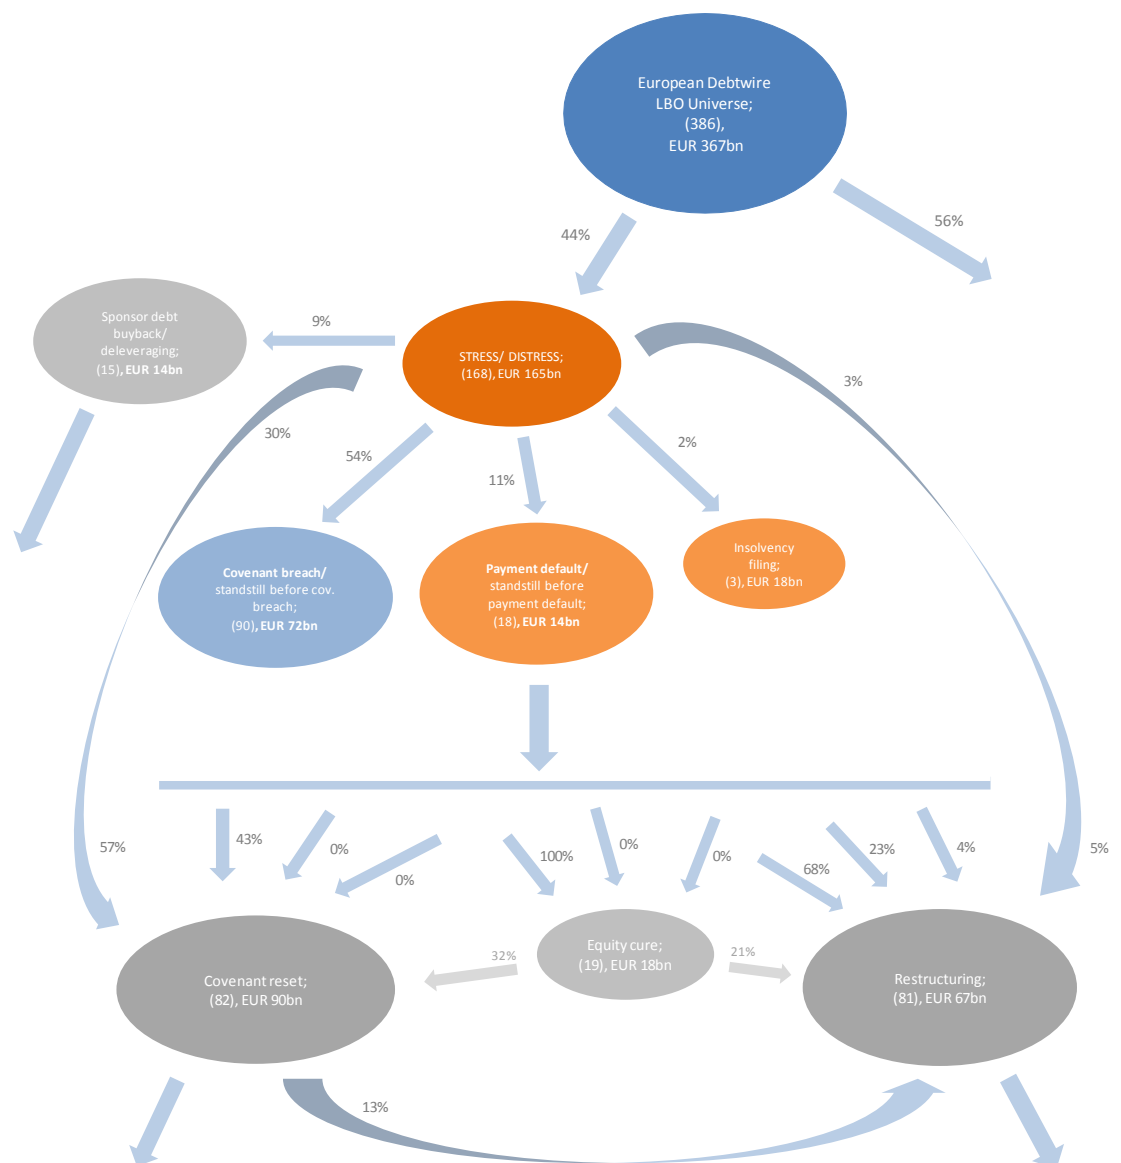 European Debtwire
LBO Universe;
(386),
EUR 367bn
44%
56%
Sponsor debt
buyback/
deleveraging;
(15), EUR 14bn
9%
STRESS/ DISTRESS;
(168), EUR 165bn
3%
30%
54%
11%
2%
Covenant breach/
standstill before cov.
breach;
(90), EUR 72bn
Payment default/
standstill before
payment default;
(18), EUR 14bn
Insolvency
filing;
(3), EUR 18bn
57%
43%
0%
0%
100%
0%
0%
68%
23%
4%
5%
Covenant reset;
(82), EUR 90bn
32%
Equity cure;
(19), EUR 18bn
21%
Restructuring;
(81), EUR 67bn
13%